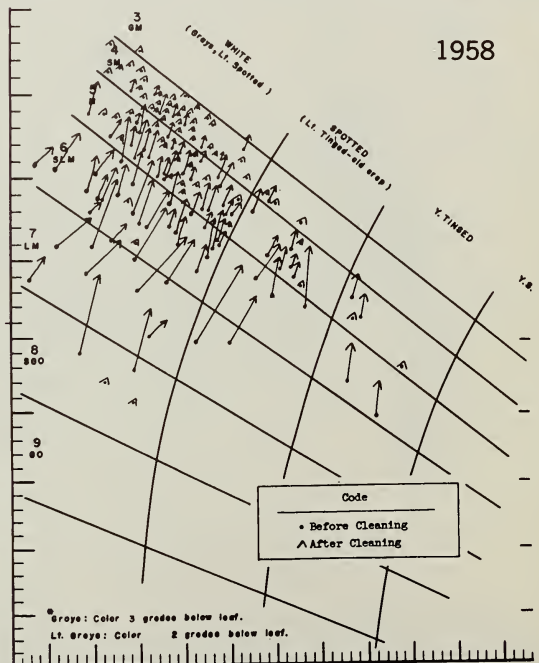 1958
3
GM
WHITE
(Grays, Lt. Spotted)
4
SM
SPOTTED
(Lt. Tinged-old crop)
5
M
6
SLM
Y. TINGED
7
LM
Y.S.
8
SGO
9
GO
Code
• Before Cleaning
^ After Cleaning
* Grays: Color 3 grades below leaf.
Lt. Grays: Color 2 grades below leaf.